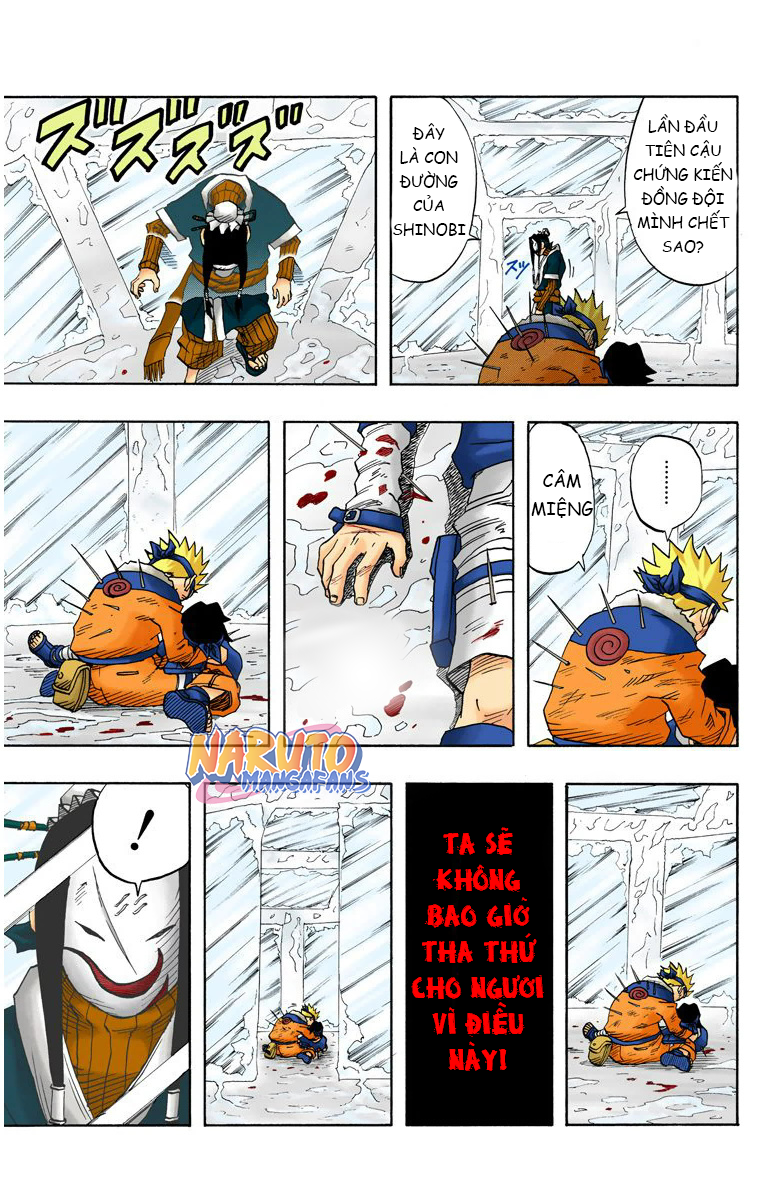 LẦN ĐẦU
TIÊN CẬU
CHỨNG KIẾN
ĐỒNG ĐỘI
MÌNH CHẾT
SAO?
ĐÂY
LÀ CON
ĐƯỜNG
CỦA
SHINOBI
スッ
ズズズズ
.........
CÂM
MIỆNG
NARUTO
MANGAFANS
TA SẼ
KHÔNG
BAO GIỜ
THA THỨ
CHO NGƯƠI
VÌ ĐIỀU
NÀY!
!